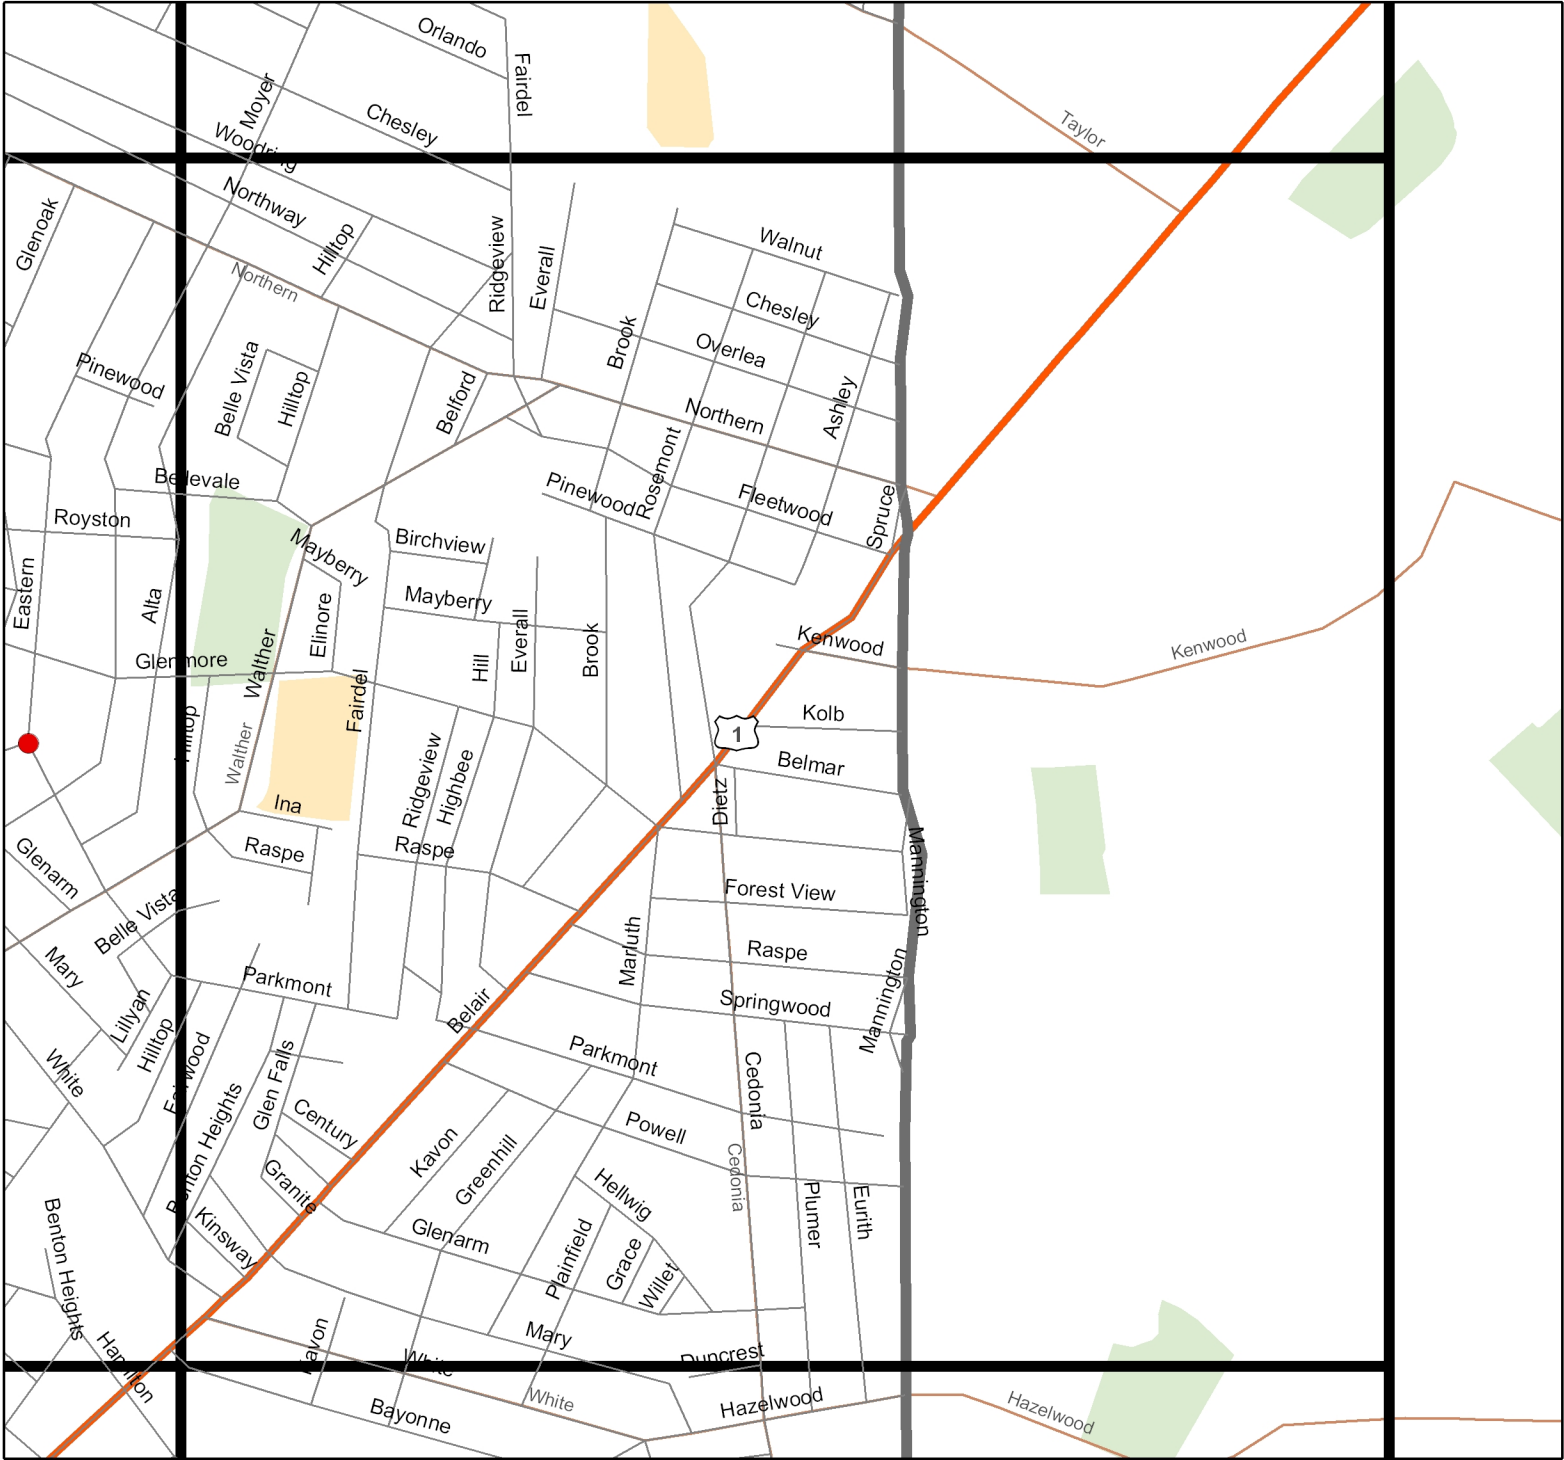 Orlando
Fairdel
Moyer
Chesley
Taylor
Woodring
Northway
Glenoak
Hilltop
Northern
Ridgeview
Everall
Walnut
Brook
Chesley
Overlea
Pinewood
Belle Vista
Hilltop
Belford
Northern
Ashley
Bellevale
Rosemont
Pinewood
Fleetwood
Spruce
Royston
Mayberry
Birchview
Eastern
Alta
Mayberry
Elinore
Everall
Brook
Kenwood
Kenwood
Glenmore
Walther
Hill
Fairdel
Hilltop
Walther
Kolb
1
Belmar
Ridgeview
Highbee
Dietz
Ina
Raspe
Raspe
Glenarm
Mannington
Forest View
Belle Vista
Marluth
Raspe
Mary
Parkmont
Mannington
Springwood
Belair
Lillyan
Hilltop
White
Parkmont
Cedonia
Glen Falls
Benton Heights
Century
Powell
Kavon
Greenhill
Granite
Cedonia
Hellwig
Plumer
Eurith
Kinsway
Glenarm
Benton Heights
Plainfield
Grace
Willet
Mary
Hamilton
Kavon
White
Duncrest
White
Bayonne
Hazelwood
Hazelwood